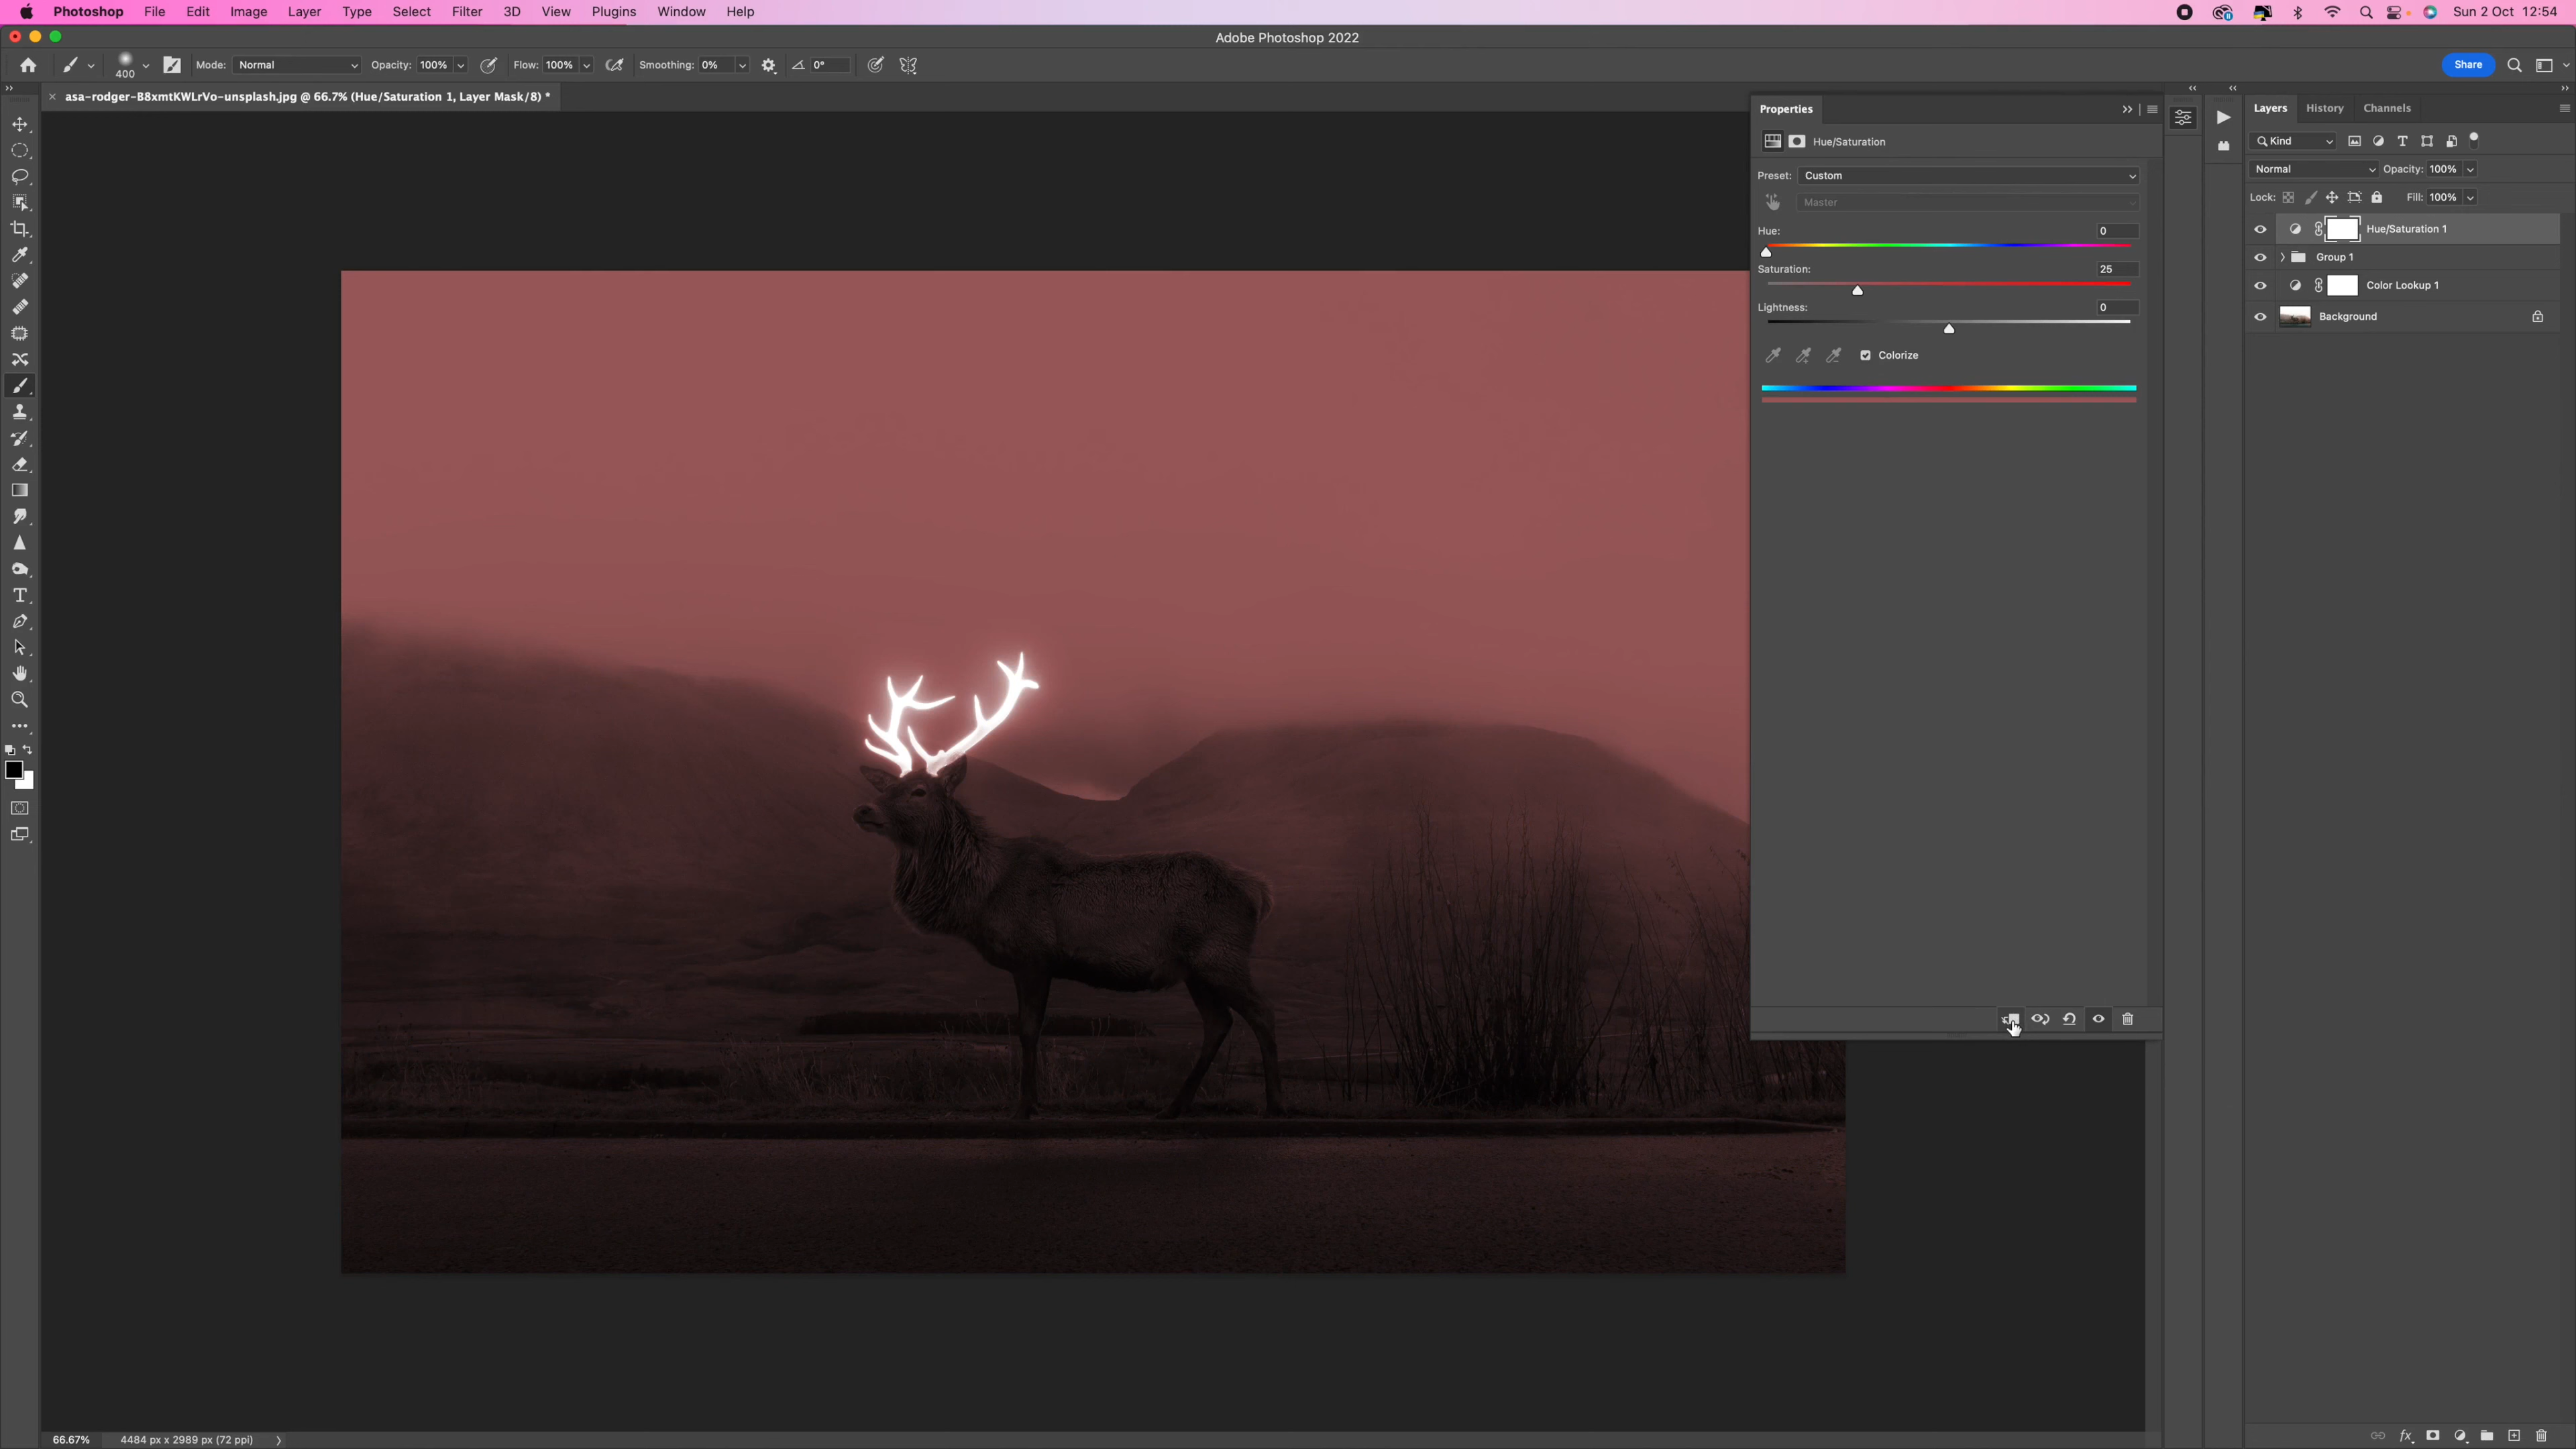 Photoshop File Edit Image Layer Type Select Filter 3D View Plugins Window Help Sun 2 Oct 12:54
Adobe Photoshop 2022
400 Mode: Normal Opacity: 100% Flow: 100% Smoothing: 0% 0° Share
× asa-rodger-B8xmtKWLrVo-unsplash.jpg @ 66.7% (Hue/Saturation 1, Layer Mask/8) *
Properties
Hue/Saturation
Preset: Custom
Master
Hue: 0
Saturation: 25
Lightness: 0
Colorize
Layers History Channels
Kind
Normal Opacity: 100%
Lock: Fill: 100%
Hue/Saturation 1
Group 1
Color Lookup 1
Background
66.67% 4484 px x 2989 px (72 ppi)